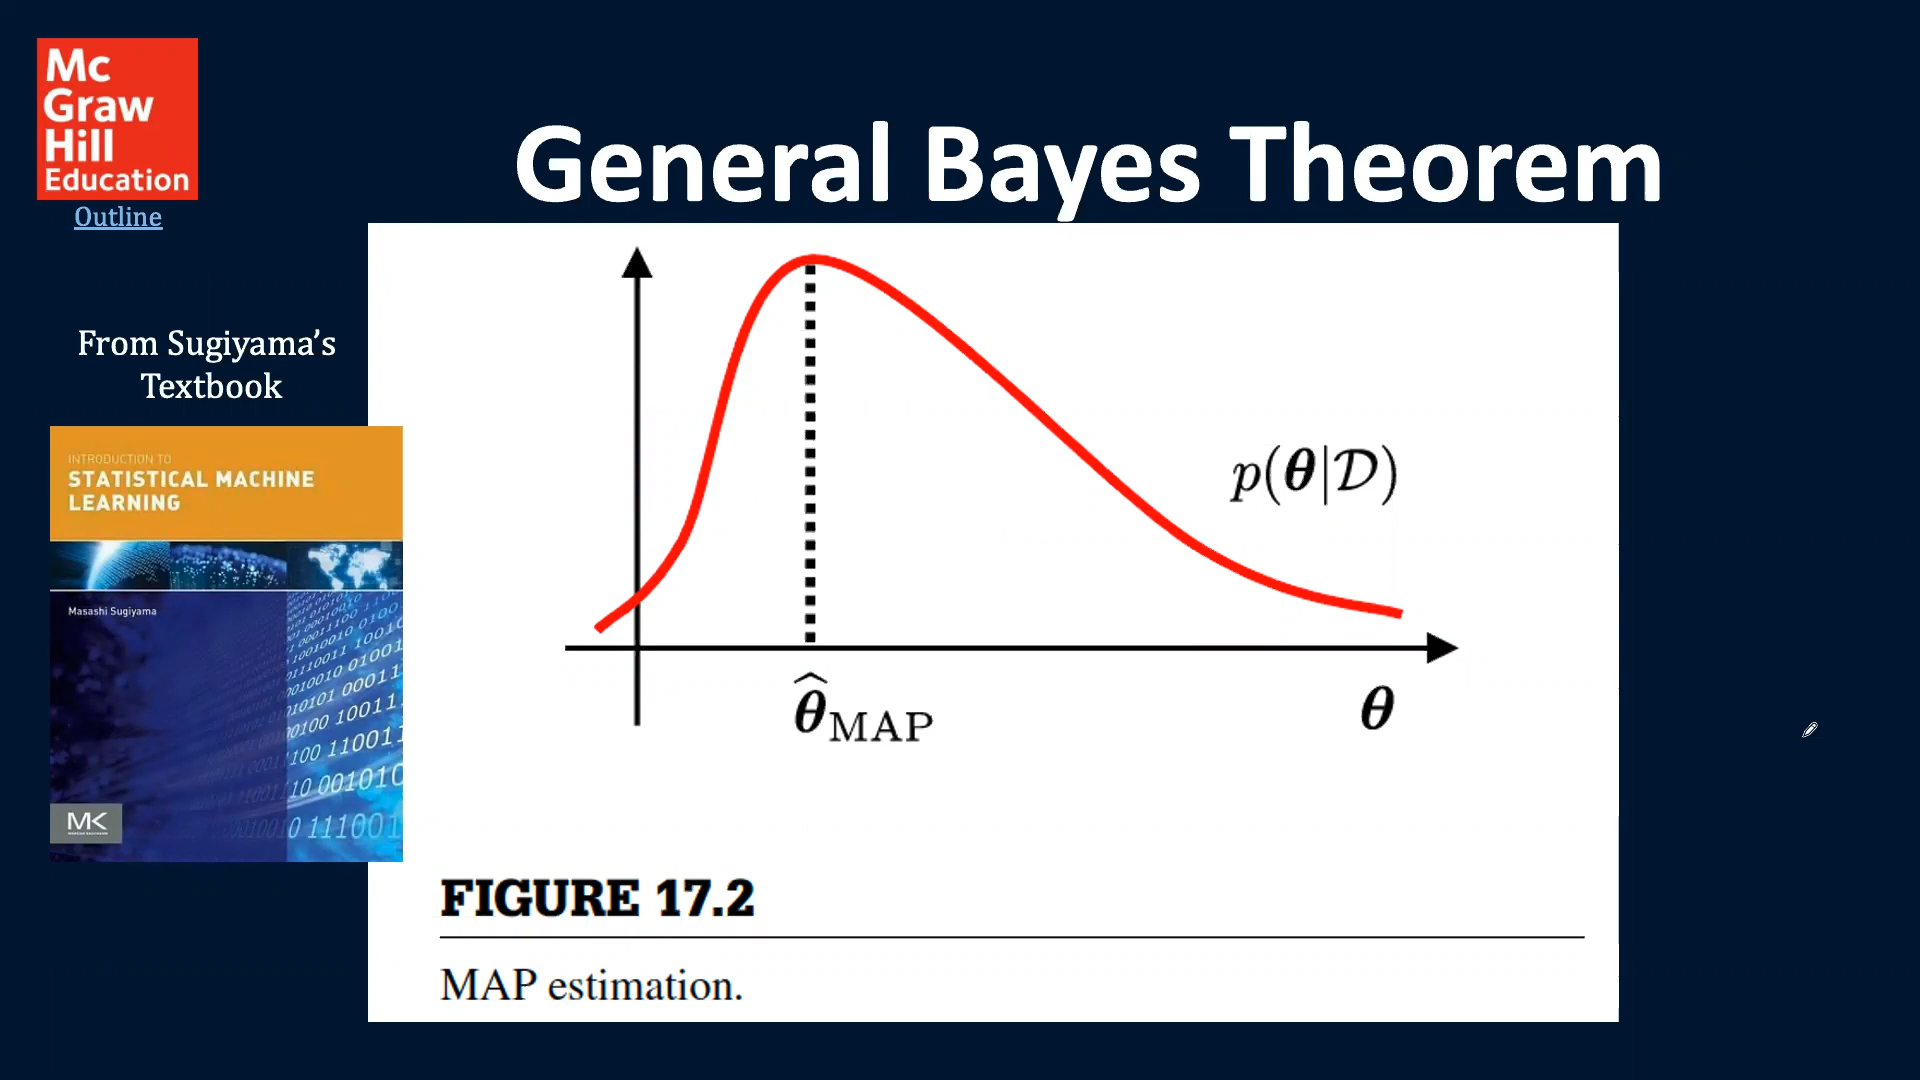 Mc
Graw
Hill
Education
Outline
General Bayes Theorem
From Sugiyama’s
Textbook
INTRODUCTION TO
STATISTICAL MACHINE
LEARNING
Masashi Sugiyama
MK
p(θ|𝒟)
θ̂MAP
θ
FIGURE 17.2
MAP estimation.